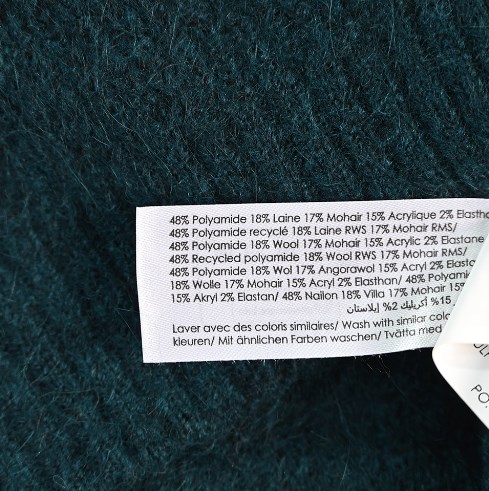 48% Polyamide 18% Laine 17% Mohair 15% Acrylique 2% Elastha
48% Polyamide recyclé 18% Laine RWS 17% Mohair RMS/
48% Polyamide 18% Wool 17% Mohair 15% Acrylic 2% Elastane
48% Recycled polyamide 18% Wool RWS 17% Mohair RMS/
48% Polyamide 18% Wol 17% Angorawol 15% Acryl 2% Elasta
18% Wolle 17% Mohair 15% Acryl 2% Elasthan/ 48% Polyamid
15% Akryl 2% Elastan/ 48% Nailon 18% Villa 17% Mohair 15%
15% أكريليك 2% إيلاستان
Laver avec des coloris similaires/ Wash with similar colo
kleuren/ Mit ähnlichen Farben waschen/ Tvätta med
PO